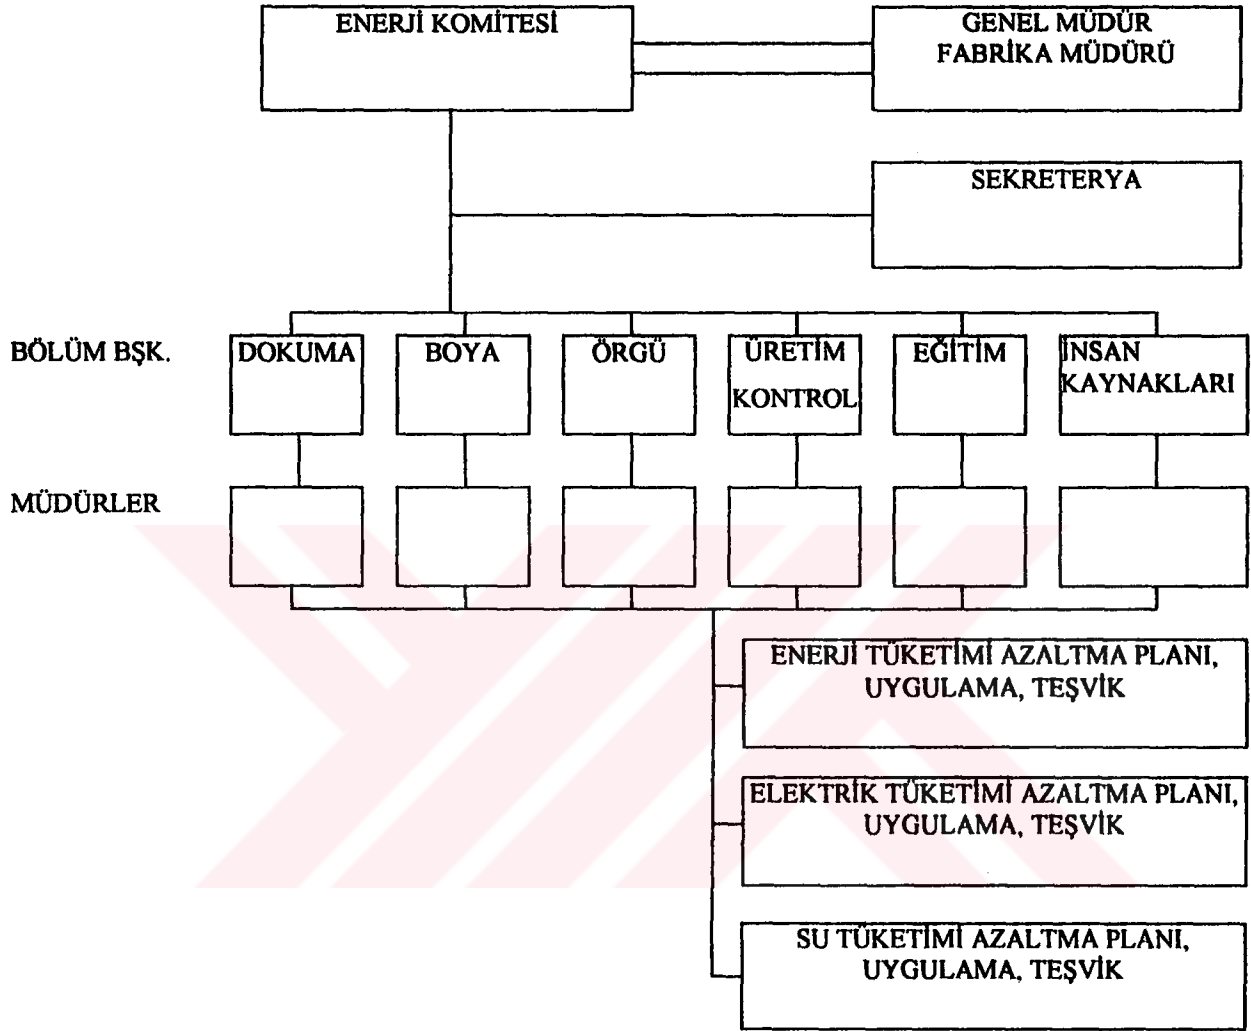 ENERJİ KOMİTESİ
GENEL MÜDÜR
FABRİKA MÜDÜRÜ
SEKRETERYA
BÖLÜM BŞK.
DOKUMA
BOYA
ÖRGÜ
ÜRETİM
KONTROL
EĞİTİM
İNSAN
KAYNAKLARI
MÜDÜRLER
ENERJİ TÜKETİMİ AZALTMA PLANI,
UYGULAMA, TEŞVİK
ELEKTRİK TÜKETİMİ AZALTMA PLANI,
UYGULAMA, TEŞVİK
SU TÜKETİMİ AZALTMA PLANI,
UYGULAMA, TEŞVİK